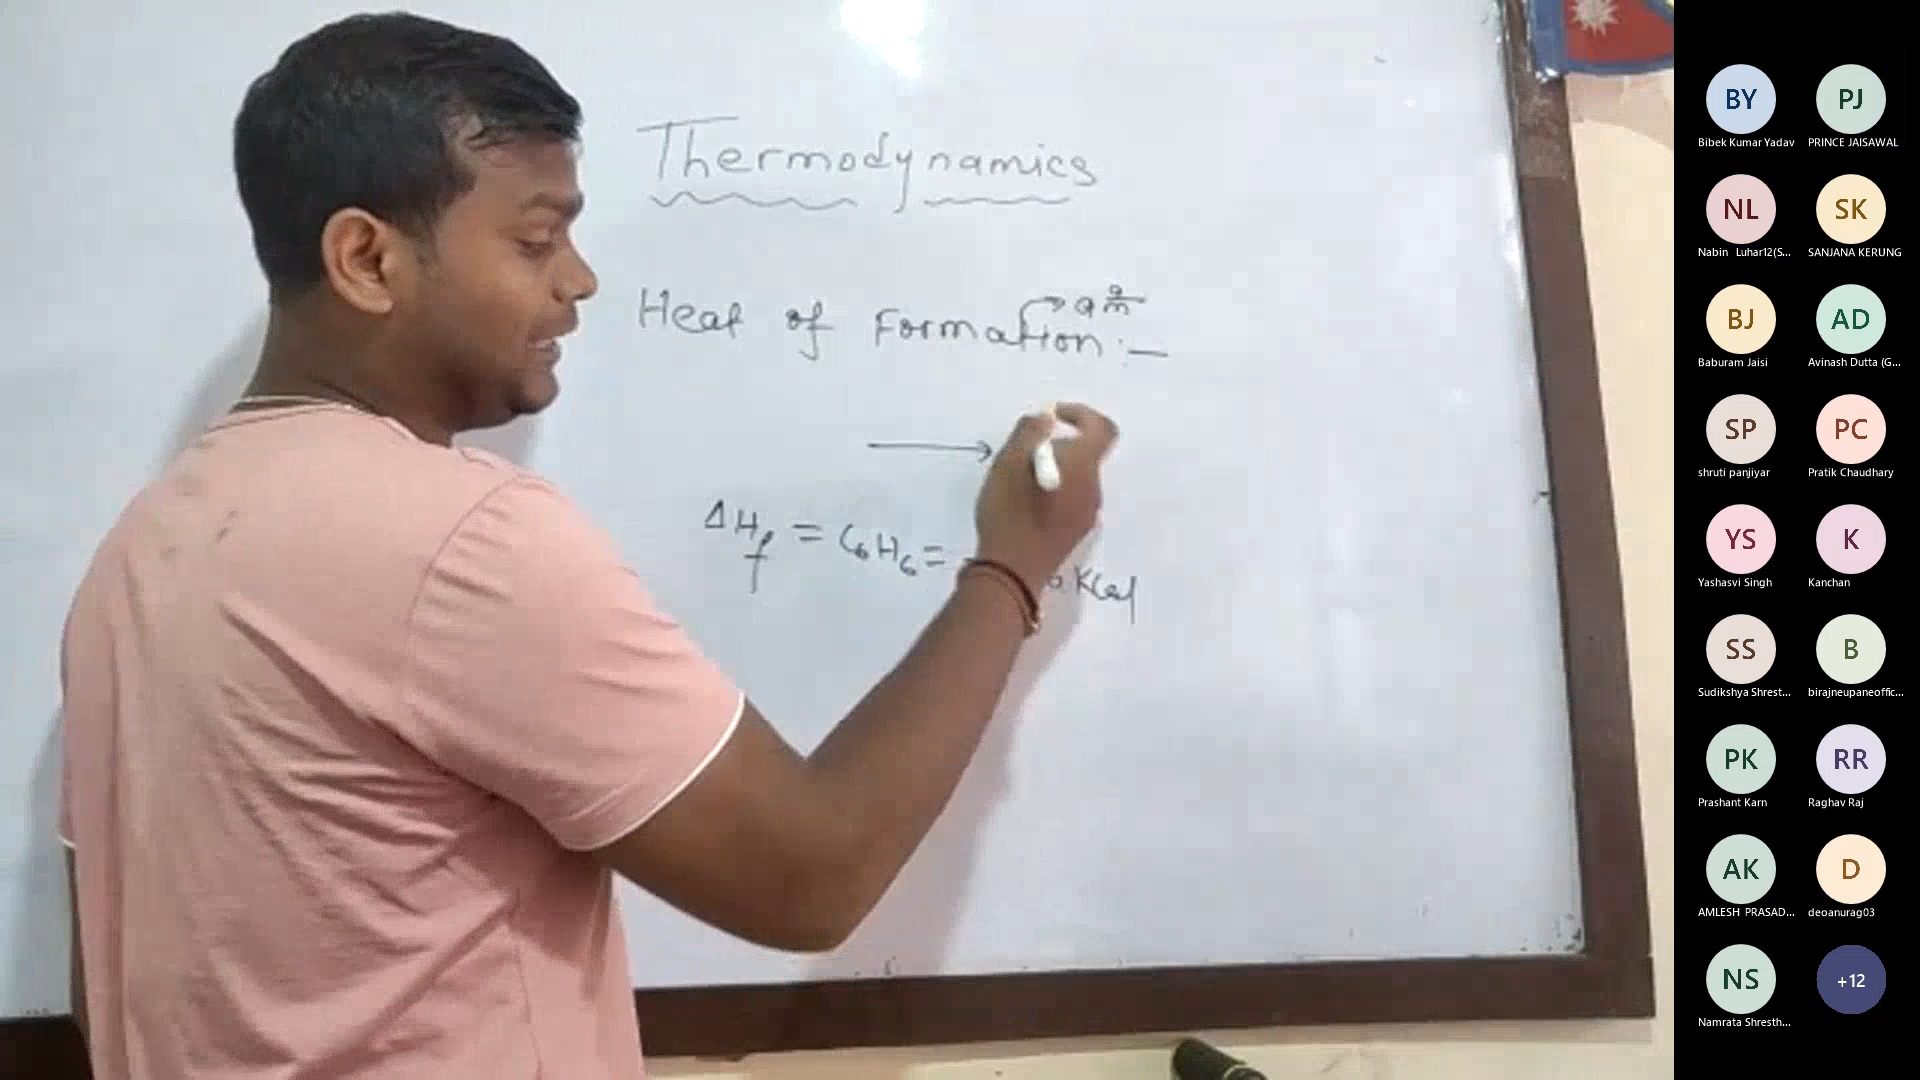 Thermodynamics
Heat of Formation:-
ΔHf = C6H6 =
Kcal
BY
PJ
Bibek Kumar Yadav
PRINCE JAISAWAL
NL
SK
Nabin Luhar12(S...
SANJANA KERUNG
BJ
AD
Baburam Jaisi
Avinash Dutta (G...
SP
PC
shruti panjiyar
Pratik Chaudhary
YS
K
Yashasvi Singh
Kanchan
SS
B
Sudikshya Shrest...
birajneupaneoffic...
PK
RR
Prashant Karn
Raghav Raj
AK
D
AMLESH PRASAD...
deoanurag03
NS
+12
Namrata Shresth...